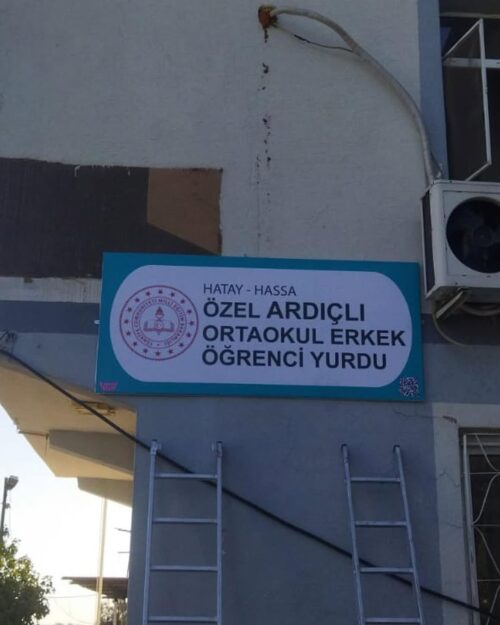 HATAY - HASSA
ÖZEL ARDIÇLI
ORTAOKUL ERKEK
ÖĞRENCİ YURDU